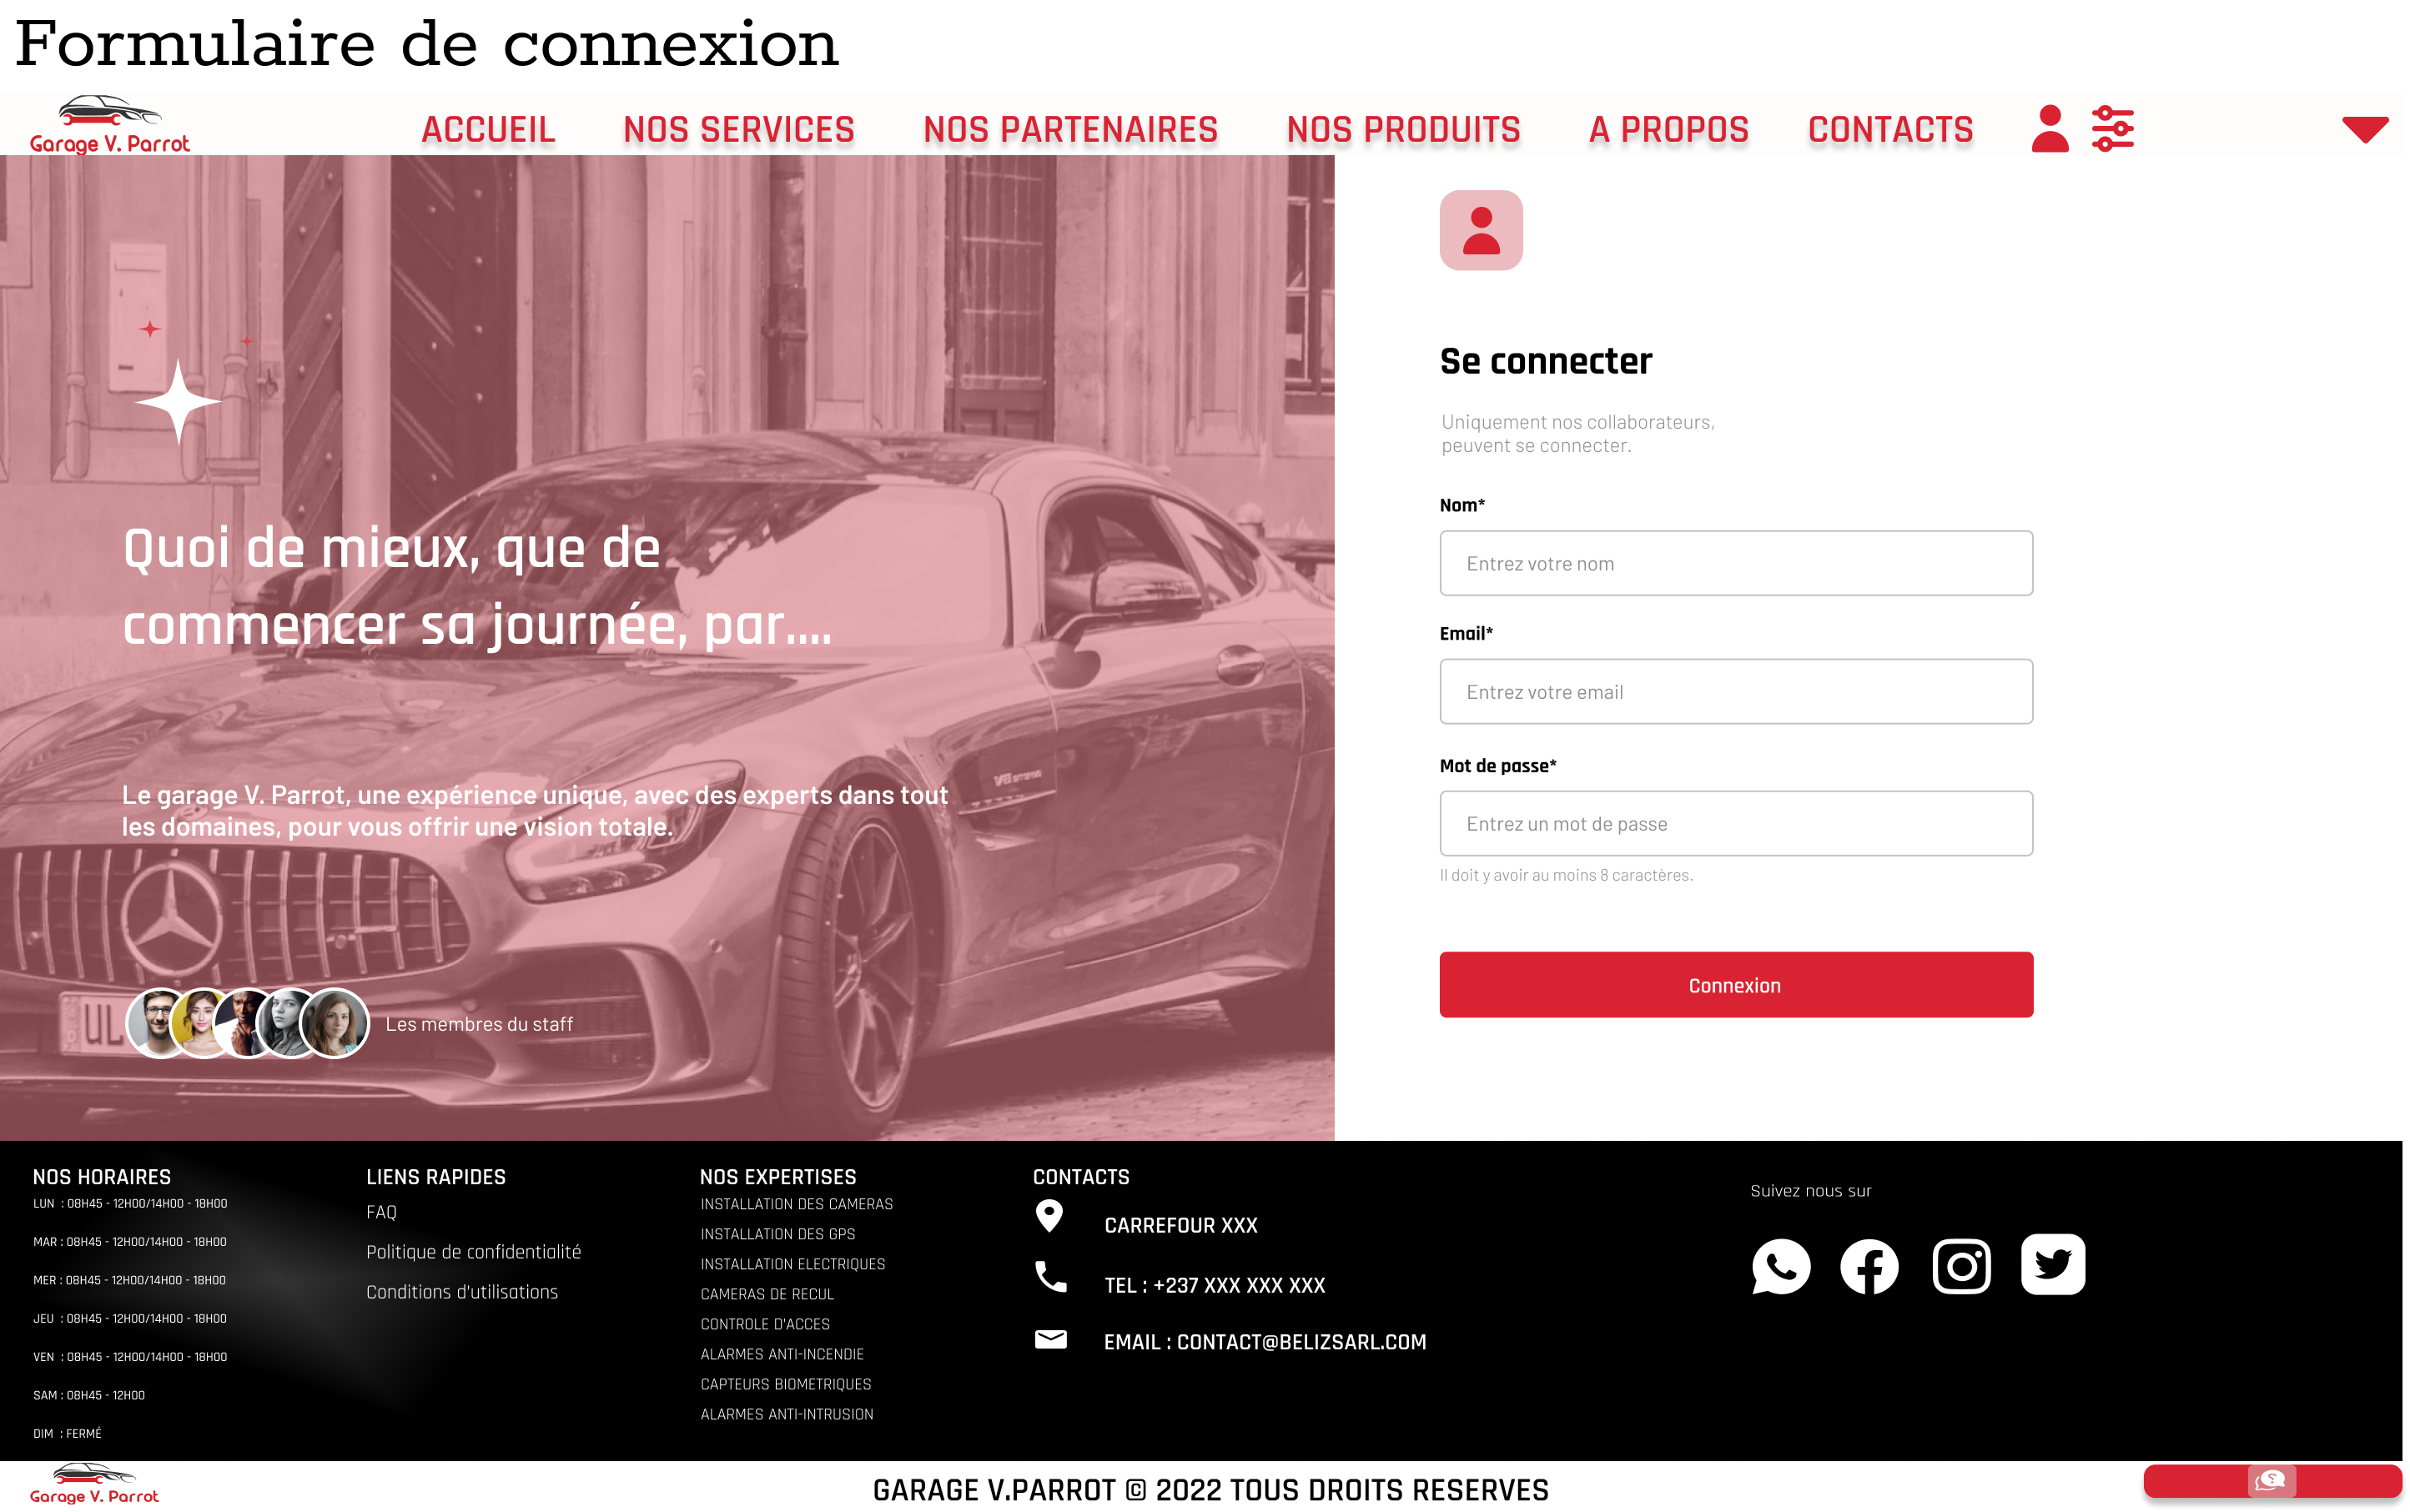 Formulaire de connexion
Garage V. Parrot
ACCUEIL NOS SERVICES NOS PARTENAIRES NOS PRODUITS A PROPOS CONTACTS
Quoi de mieux, que de
commencer sa journée, par....
Le garage V. Parrot, une expérience unique, avec des experts dans tout
les domaines, pour vous offrir une vision totale.
V8
UL
Les membres du staff
Se connecter
Uniquement nos collaborateurs,
peuvent se connecter.
Nom*
Entrez votre nom
Email*
Entrez votre email
Mot de passe*
Entrez un mot de passe
Il doit y avoir au moins 8 caractères.
Connexion
NOS HORAIRES
LUN : 08H45 - 12H00/14H00 - 18H00
MAR : 08H45 - 12H00/14H00 - 18H00
MER : 08H45 - 12H00/14H00 - 18H00
JEU : 08H45 - 12H00/14H00 - 18H00
VEN : 08H45 - 12H00/14H00 - 18H00
SAM : 08H45 - 12H00
DIM : FERMÉ
LIENS RAPIDES
FAQ
Politique de confidentialité
Conditions d'utilisations
NOS EXPERTISES
INSTALLATION DES CAMERAS
INSTALLATION DES GPS
INSTALLATION ELECTRIQUES
CAMERAS DE RECUL
CONTROLE D'ACCES
ALARMES ANTI-INCENDIE
CAPTEURS BIOMETRIQUES
ALARMES ANTI-INTRUSION
CONTACTS
CARREFOUR XXX
TEL : +237 XXX XXX XXX
EMAIL : CONTACT@BELIZSARL.COM
Suivez nous sur
Garage V. Parrot
GARAGE V.PARROT © 2022 TOUS DROITS RESERVES